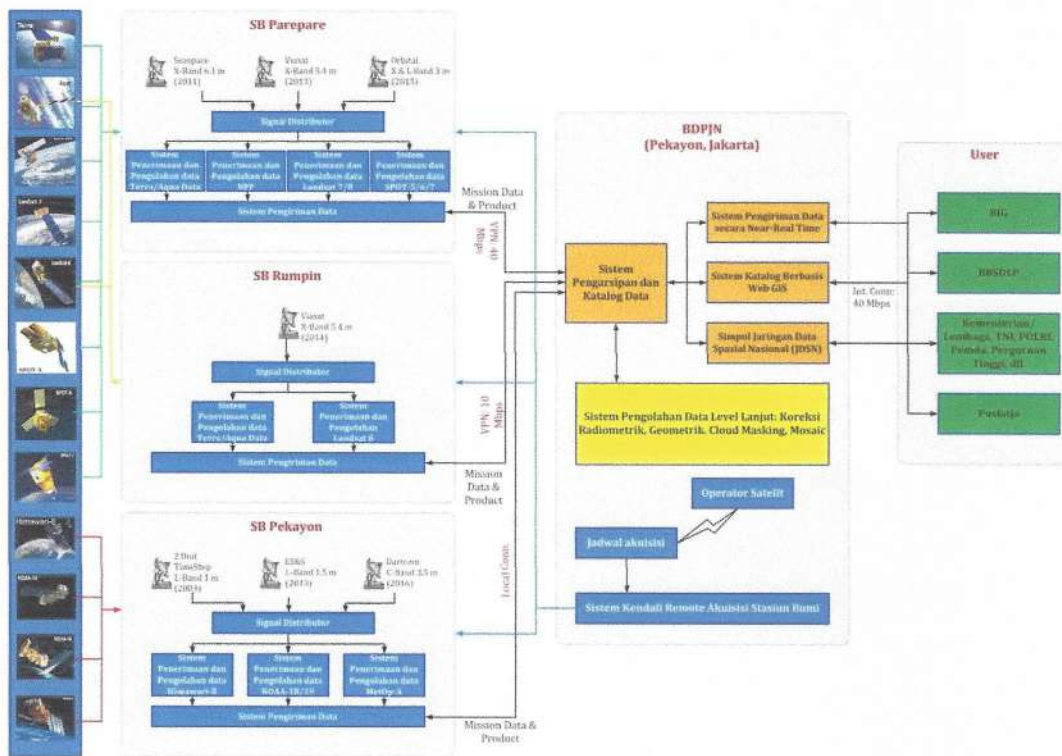 Terra
SB Parepare
Seaspace
X-Band 6.1 m
(2014)
Viasat
X-Band 5.4 m
(2013)
Orbital
X & L-Band 3 m
(2015)
Signal Distributor
Sistem
Penerimaan dan
Pengolahan data
Terra/Aqua Data
Sistem
Penerimaan dan
Pengolahan data
NPP
Sistem
Penerimaan dan
Pengolahan data
Landsat 7/8
Sistem
Penerimaan dan
Pengolahan data
SPOT-5/6/7
Sistem Pengiriman Data
Mission Data
& Product
VPN: 40
Mbps
SB Rumpin
Viasat
X-Band 5.4 m
(2014)
Signal Distributor
Sistem
Penerimaan dan
Pengolahan data
Terra/Aqua Data
Sistem
Penerimaan dan
Pengolahan
Landsat 8
Sistem Pengiriman Data
VPN: 10
Mbps
Mission
Data &
Product
Himawari-8
SB Pekayon
2 Unit
TimeStep
L-Band 1 m
(2003)
L-Band 1.5 m
(2013)
Dartcom
C-Band 3.5 m
(2016)
Signal Distributor
Sistem
Penerimaan dan
Pengolahan data
Himawari-8
Sistem
Penerimaan dan
Pengolahan data
NOAA-18/19
Sistem
Penerimaan dan
Pengolahan data
MetOp-A
Sistem Pengiriman Data
Local Conn.
Mission Data &
Product
BDPJN
(Pekayon, Jakarta)
Sistem
Pengarsipan dan
Katalog Data
Sistem Pengiriman Data
secara Near-Real Time
Sistem Katalog Berbasis
Web GIS
Simpul Jaringan Data
Spasial Nasional (JDSN)
Sistem Pengolahan Data Level Lanjut: Koreksi
Radiometrik, Geometrik. Cloud Masking, Mosaic
Operator Satelit
Jadwal akuisisi
Sistem Kendali Remote Akuisisi Stasiun Bumi
Int. Conn:
40 Mbps
User
BIG
BBSDLP
Kementerian/
Lembaga, TNI, POLRI,
Pemda, Perguruan
Tinggi, dll
Pusfatja